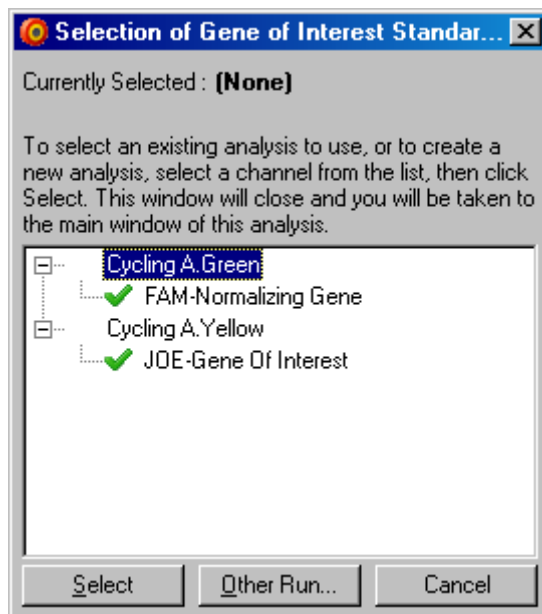 Selection of Gene of Interest Standar...
Currently Selected : (None)
To select an existing analysis to use, or to create a
new analysis, select a channel from the list, then click
Select. This window will close and you will be taken to
the main window of this analysis.
Cycling A.Green
FAM-Normalizing Gene
Cycling A.Yellow
JOE-Gene Of Interest
Select Other Run... Cancel